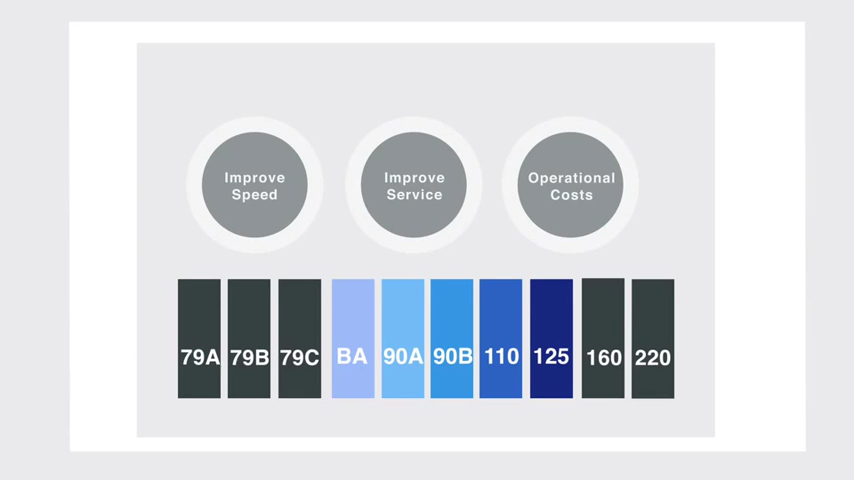 Improve Improve Operational
Speed Service Costs
79A 79B 79C BA 90A 90B 110 125 160 220